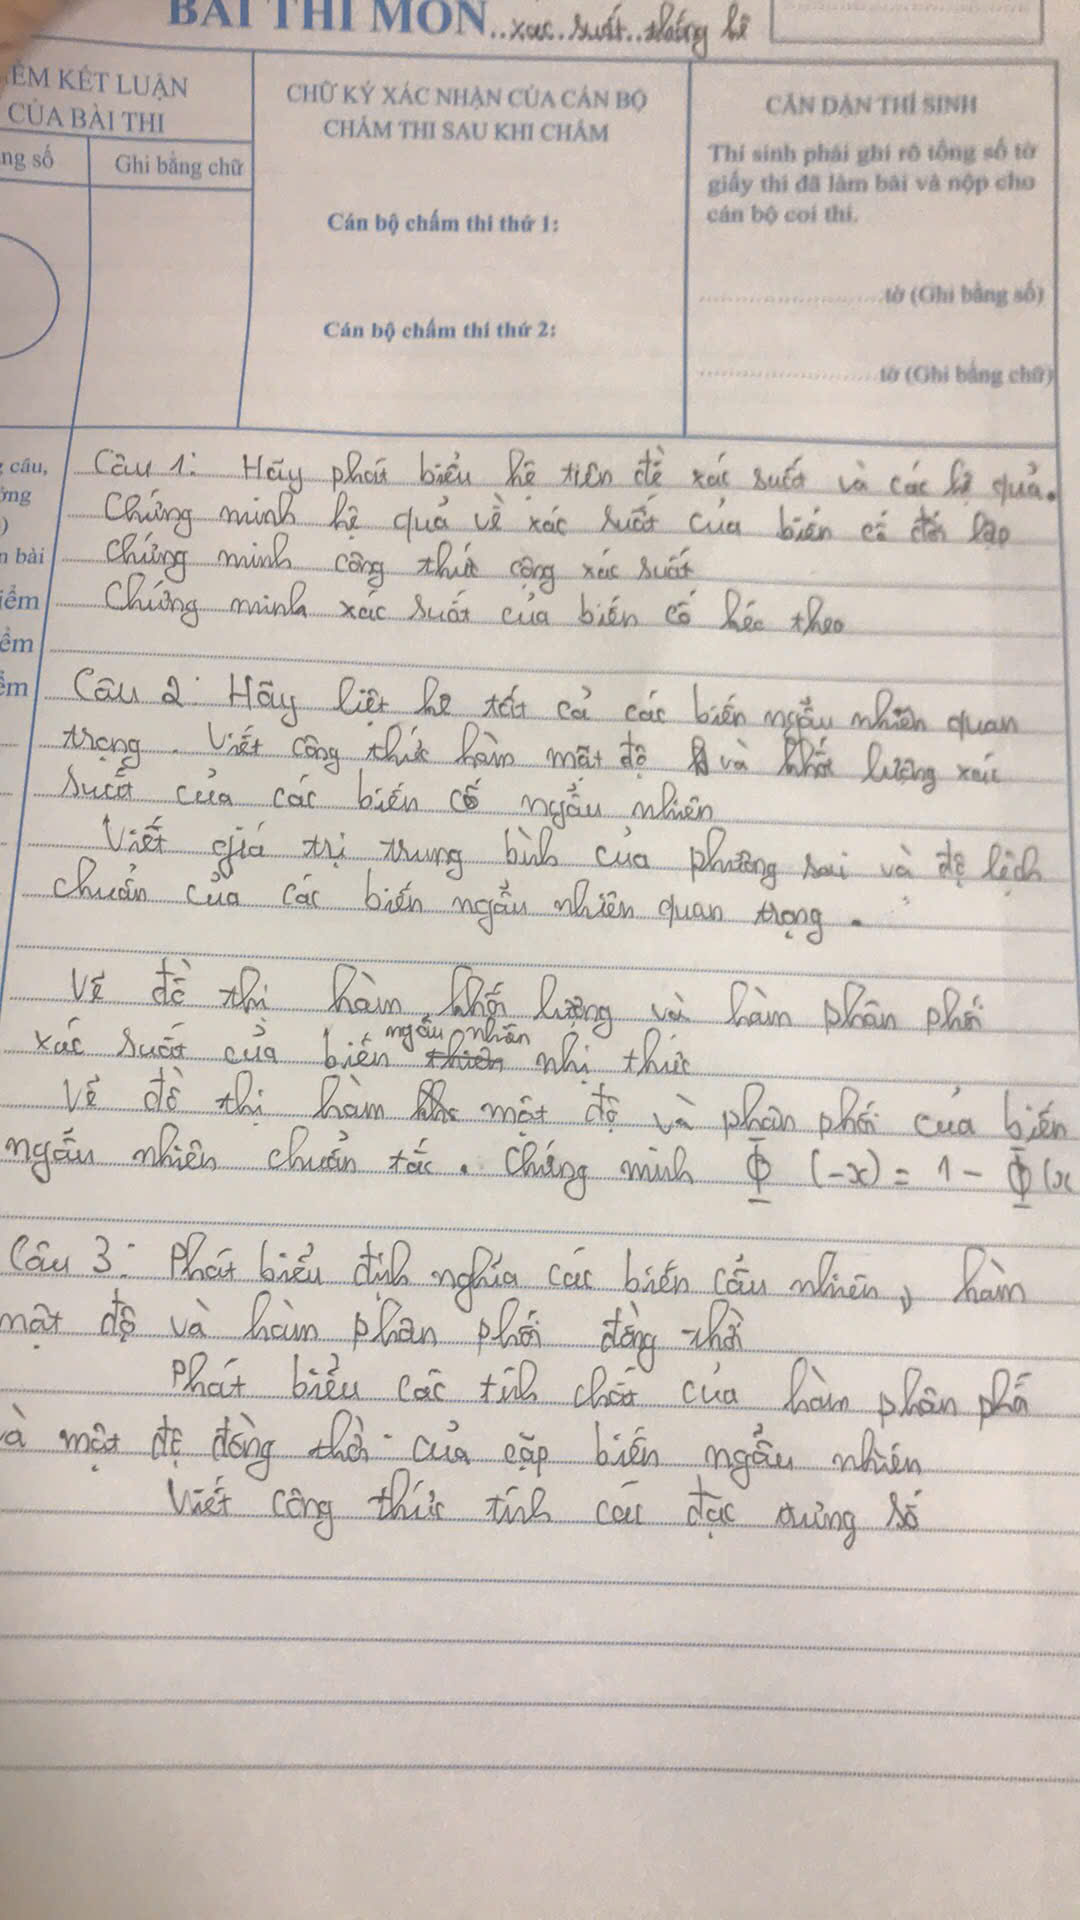 BÀI THI MÔN..xác..suất..thống kê
ĐIỂM KẾT LUẬN
CỦA BÀI THI
Ghi bằng chữ
CHỮ KÝ XÁC NHẬN CỦA CÁN BỘ
CHẤM THI SAU KHI CHẤM
Cán bộ chấm thi thứ 1:
Cán bộ chấm thi thứ 2:
CĂN DẶN THÍ SINH
Thí sinh phải ghi rõ tổng số tờ
giấy thi đã làm bài và nộp cho
cán bộ coi thi.
tờ (Ghi bằng số)
tờ (Ghi bằng chữ)
câu,
bài
Câu 1: Hãy phát biểu hệ tiên đề xác suất và các hệ quả.
Chứng minh hệ quả về xác suất của biến cố đối lập
Chứng minh công thức cộng xác suất
Chứng minh xác suất của biến cố kéo theo
Câu 2: Hãy liệt kê tất cả các biến ngẫu nhiên quan
trọng. Viết công thức hàm mật độ và khối lượng xác
suất của các biến cố ngẫu nhiên
Viết giá trị trung bình của phương sai và độ lệch
chuẩn của các biến ngẫu nhiên quan trọng.
Vẽ đồ thị hàm khối lượng và hàm phân phối
xác suất của biến ngẫu nhiên nhị thức
Vẽ đồ thị hàm mật độ và phân phối của biến
ngẫu nhiên chuẩn tắc. Chứng minh Φ (-x) = 1 - Φ(x
Câu 3: Phát biểu định nghĩa các biến cẫu nhiên, hàm
mật độ và hàm phân phối đồng thời
Phát biểu các tính chất của hàm phân phố
và mật độ đồng thời của cặp biến ngẫu nhiên
Viết công thức tính các đặc trưng số